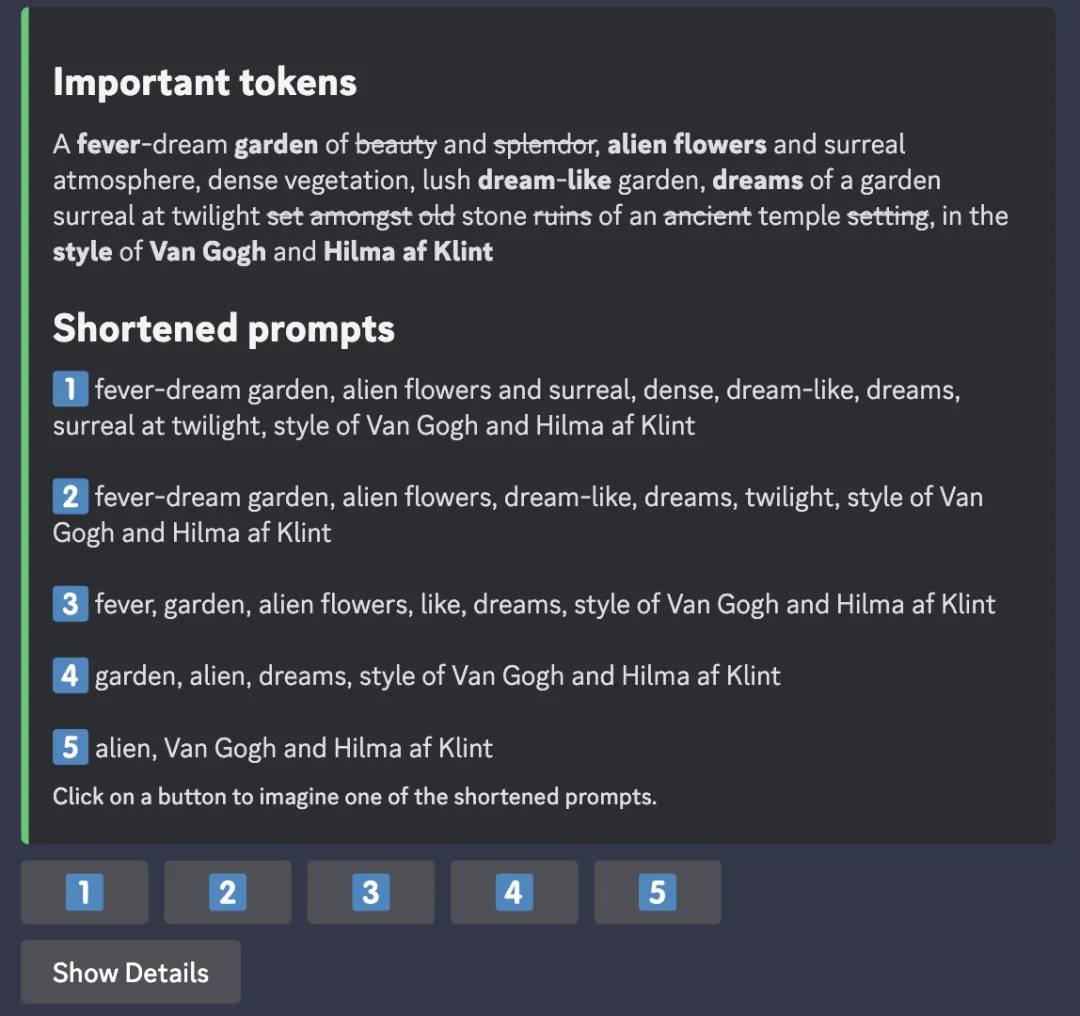 Important tokens
A fever-dream garden of beauty and splendor, alien flowers and surreal
atmosphere, dense vegetation, lush dream-like garden, dreams of a garden
surreal at twilight set amongst old stone ruins of an ancient temple setting, in the
style of Van Gogh and Hilma af Klint
Shortened prompts
1 fever-dream garden, alien flowers and surreal, dense, dream-like, dreams,
surreal at twilight, style of Van Gogh and Hilma af Klint
2 fever-dream garden, alien flowers, dream-like, dreams, twilight, style of Van
Gogh and Hilma af Klint
3 fever, garden, alien flowers, like, dreams, style of Van Gogh and Hilma af Klint
4 garden, alien, dreams, style of Van Gogh and Hilma af Klint
5 alien, Van Gogh and Hilma af Klint
Click on a button to imagine one of the shortened prompts.
1 2 3 4 5
Show Details